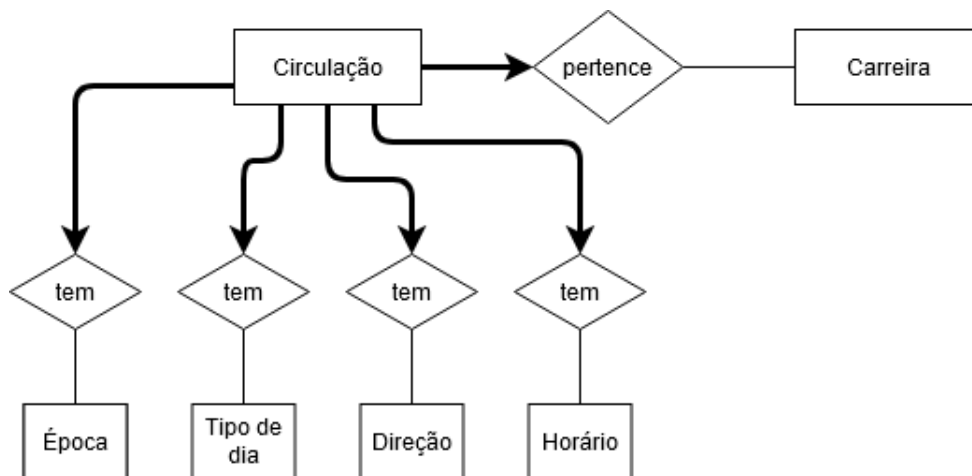 Circulação
pertence
Carreira
tem
tem
tem
tem
Época
Tipo de
dia
Direção
Horário